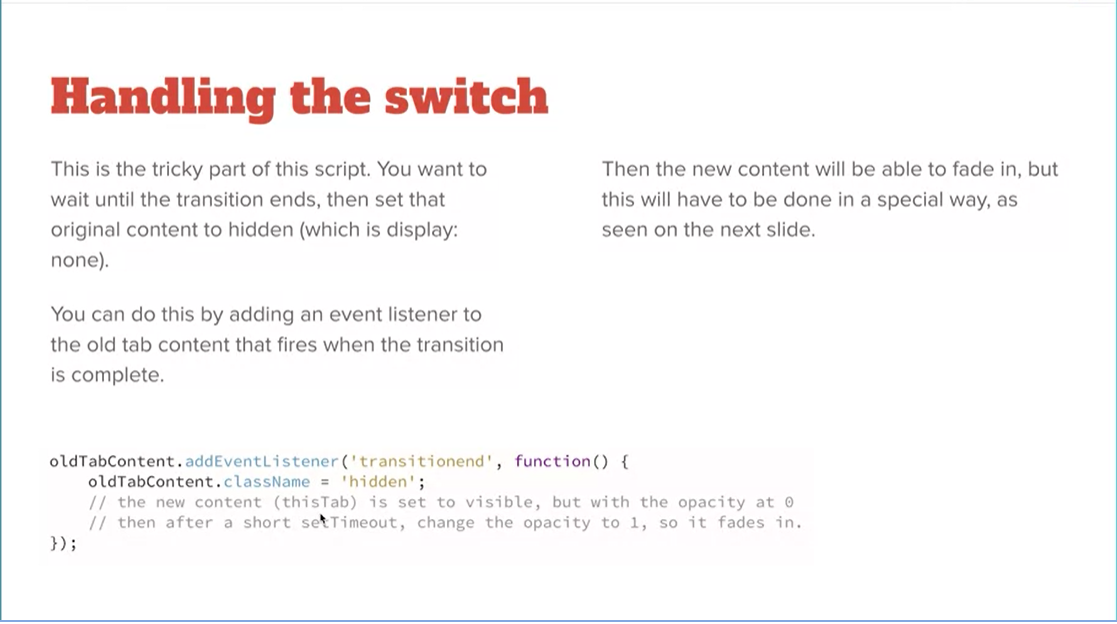 Handling the switch
This is the tricky part of this script. You want to
wait until the transition ends, then set that
original content to hidden (which is display:
none).
You can do this by adding an event listener to
the old tab content that fires when the transition
is complete.
Then the new content will be able to fade in, but
this will have to be done in a special way, as
seen on the next slide.
oldTabContent.addEventListener('transitionend', function() {
    oldTabContent.className = 'hidden';
    // the new content (thisTab) is set to visible, but with the opacity at 0
    // then after a short setTimeout, change the opacity to 1, so it fades in.
});